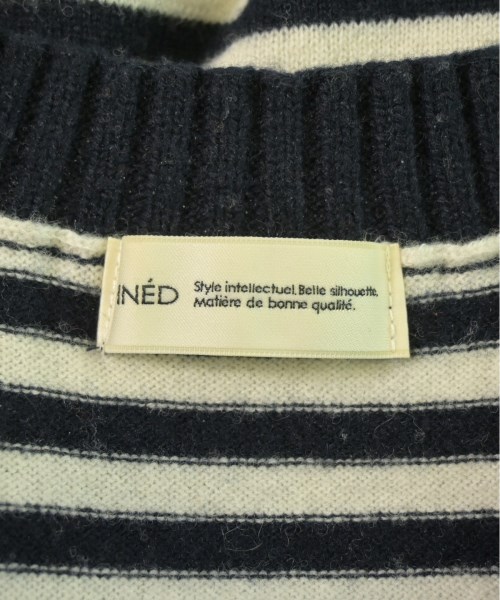 INÉD
Style intellectuel. Belle silhouette.
Matière de bonne qualité.